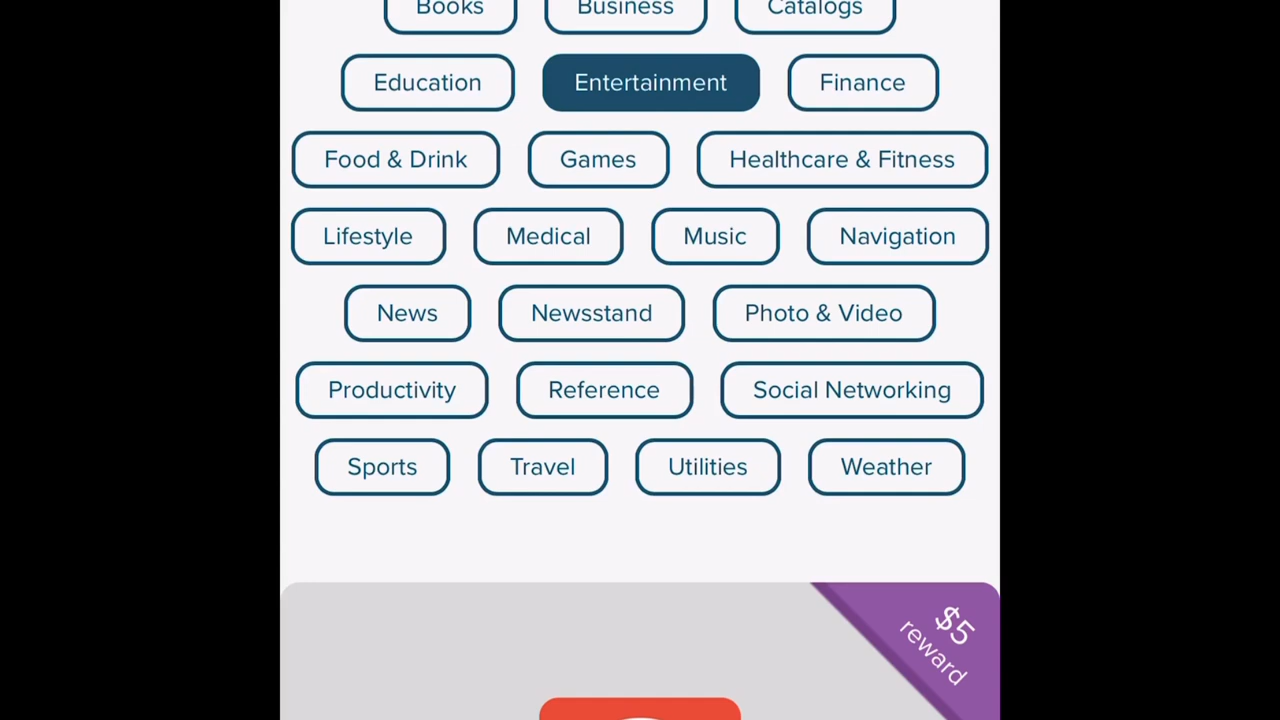 Books Business Catalogs
Education Entertainment Finance
Food & Drink Games Healthcare & Fitness
Lifestyle Medical Music Navigation
News Newsstand Photo & Video
Productivity Reference Social Networking
Sports Travel Utilities Weather
$5
reward